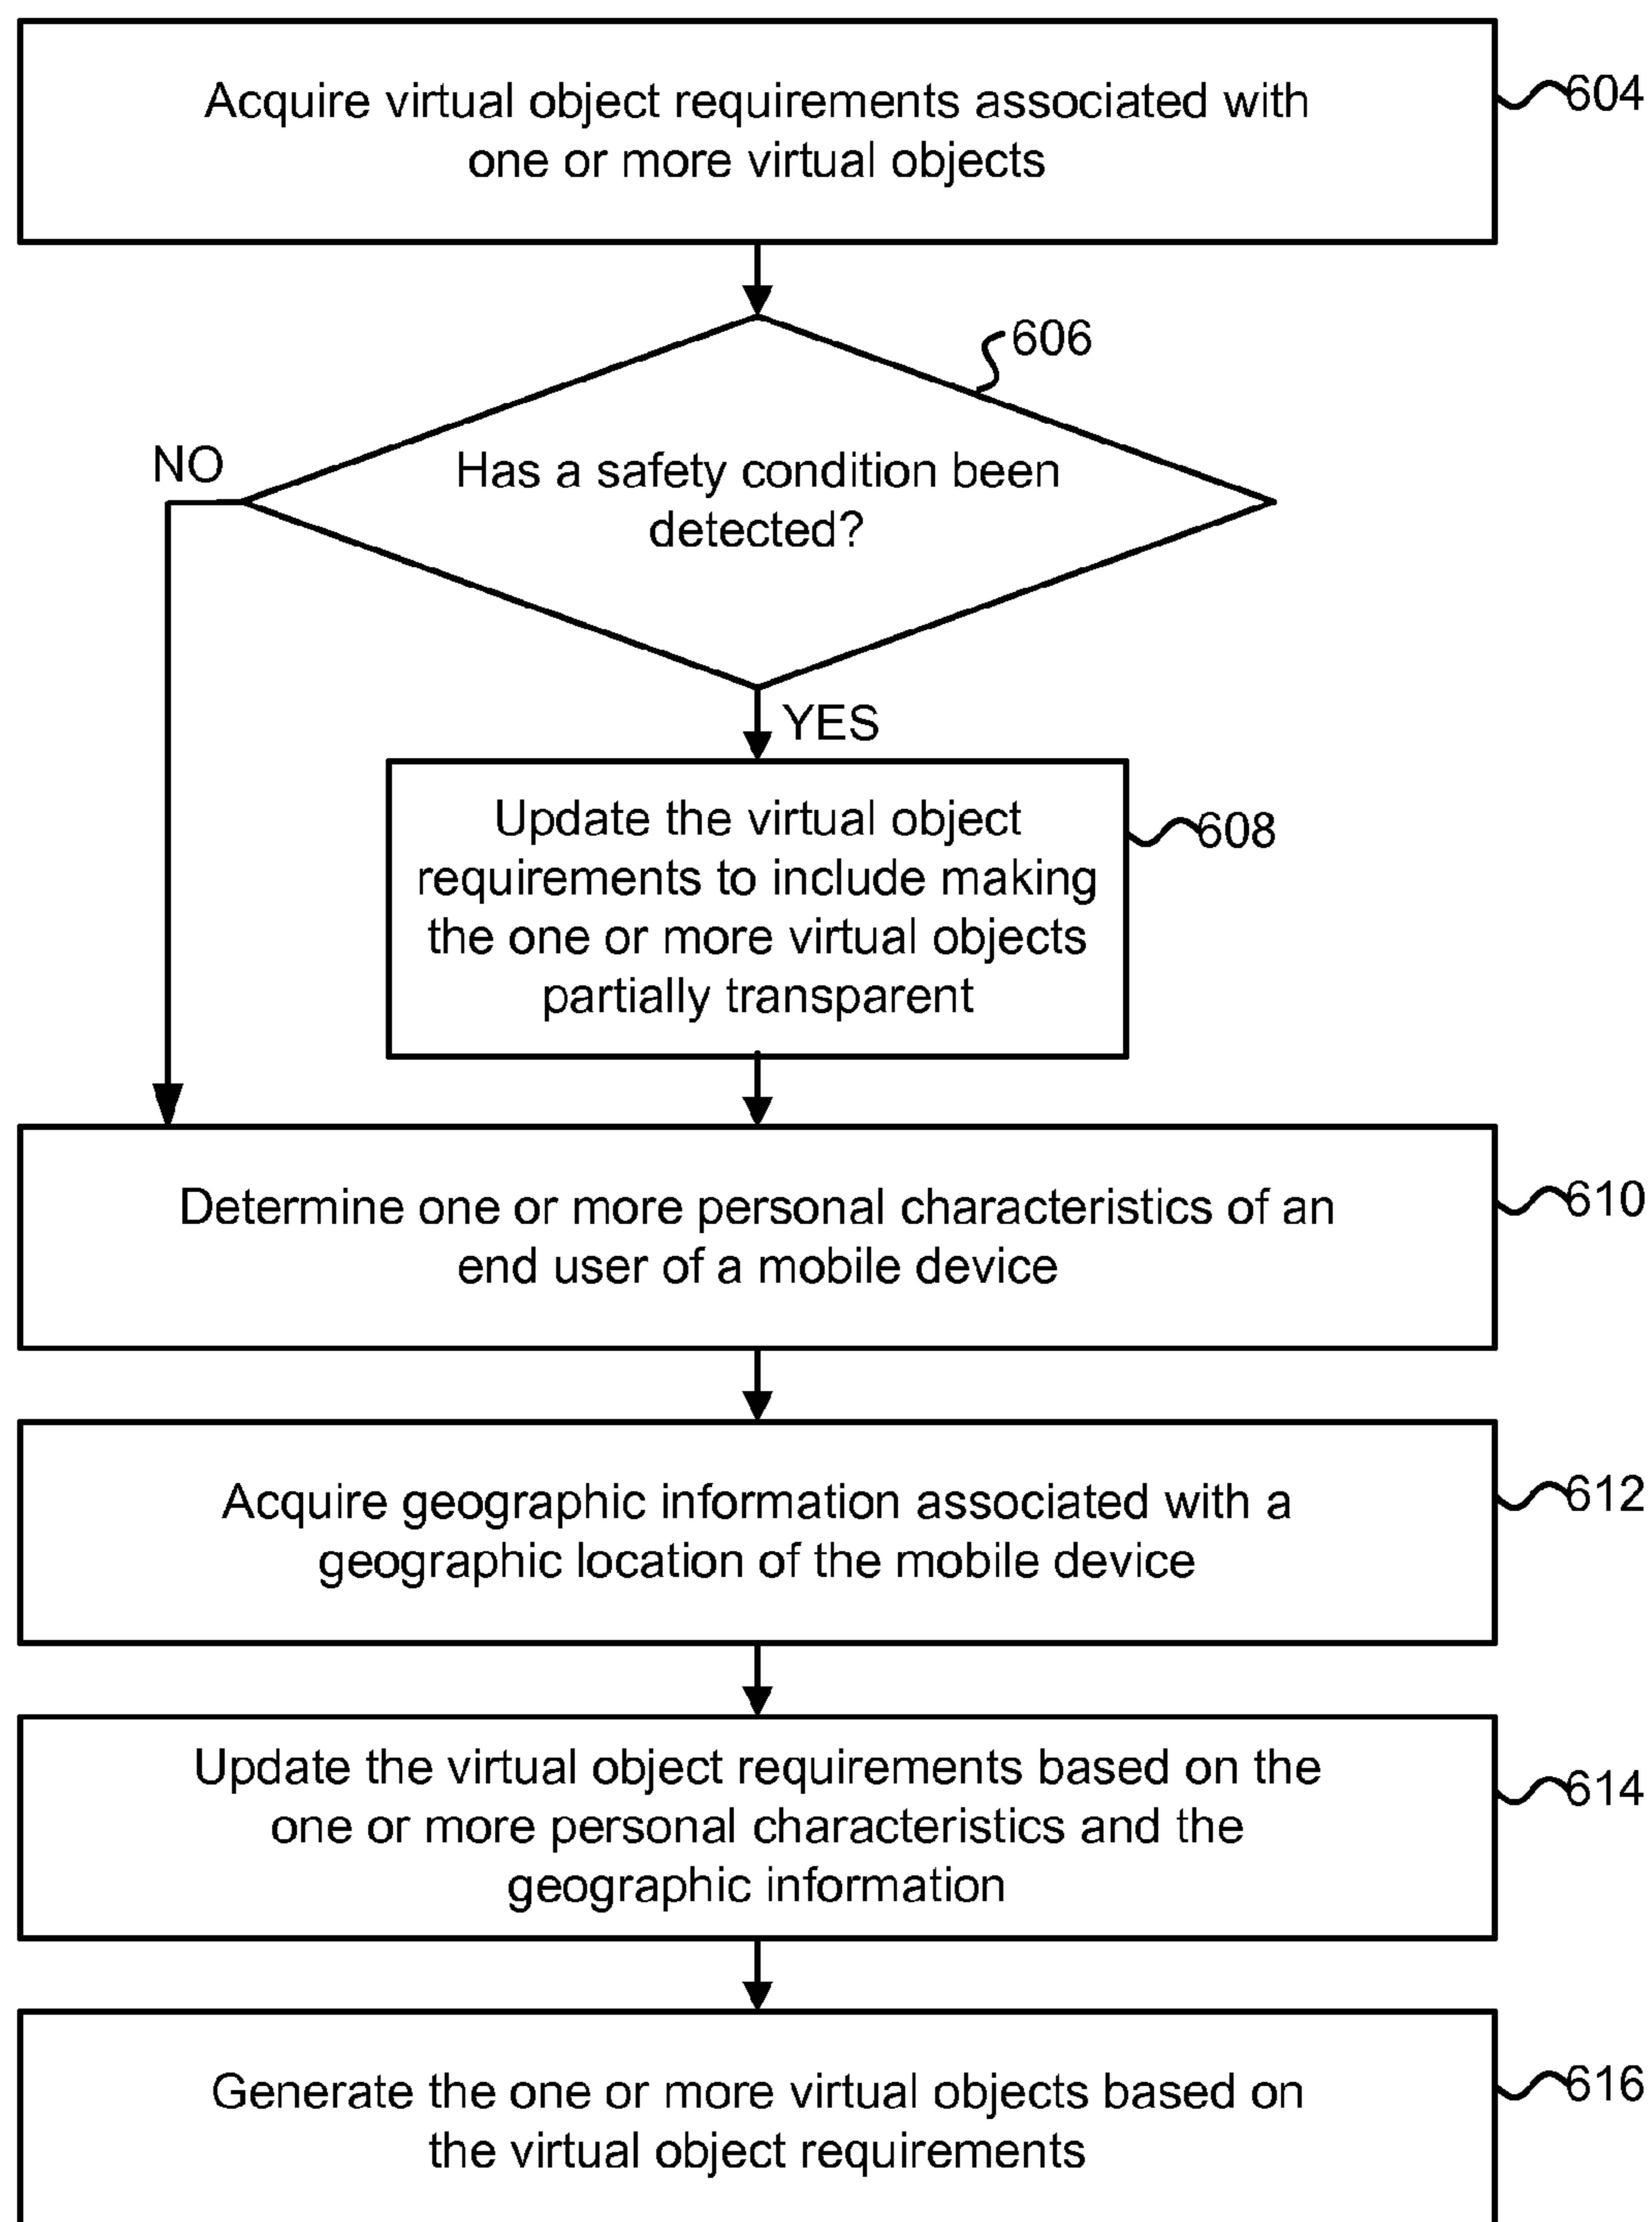 Acquire virtual object requirements associated with
one or more virtual objects
604
606
Has a safety condition been
detected?
NO
YES
Update the virtual object
requirements to include making
the one or more virtual objects
partially transparent
608
Determine one or more personal characteristics of an
end user of a mobile device
610
Acquire geographic information associated with a
geographic location of the mobile device
612
Update the virtual object requirements based on the
one or more personal characteristics and the
geographic information
614
Generate the one or more virtual objects based on
the virtual object requirements
616